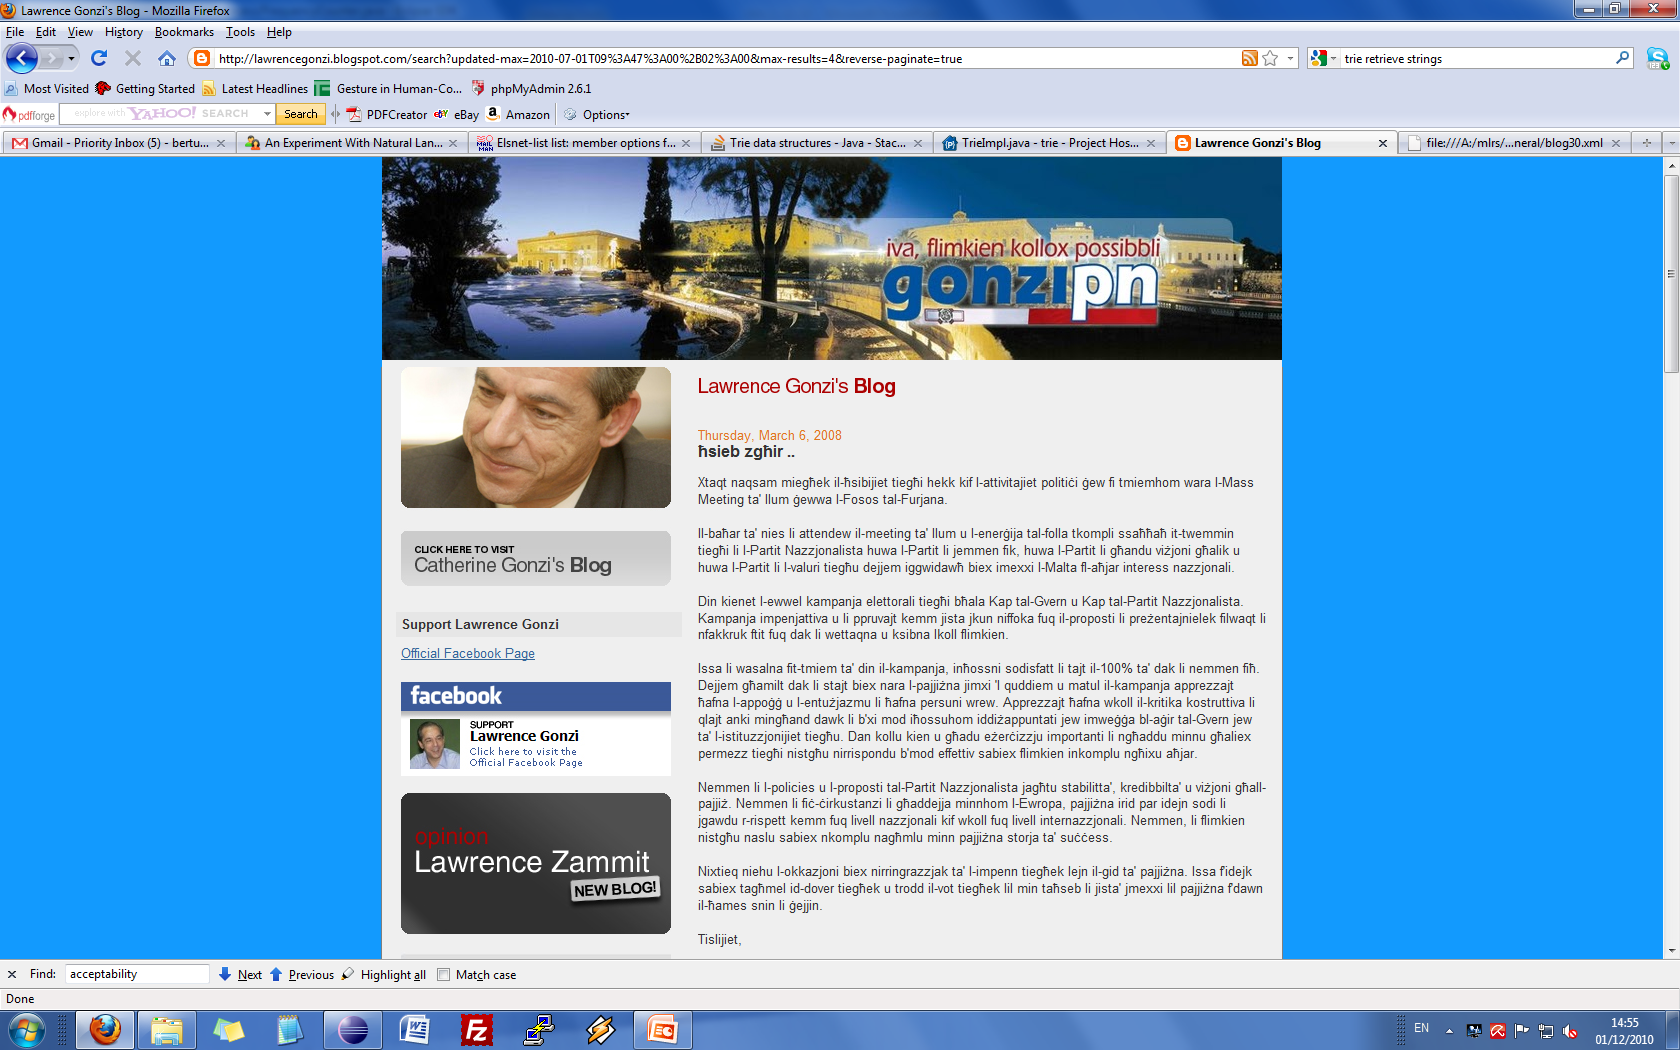 Lawrence Gonzi's Blog - Mozilla Firefox
File Edit View History Bookmarks Tools Help
http://lawrencegonzi.blogspot.com/search?updated-max=2010-07-01T09%3A47%3A00%2B02%3A00&max-results=4&reverse-paginate=true
trie retrieve strings
Most Visited Getting Started Latest Headlines Gesture in Human-Co... phpMyAdmin 2.6.1
pdfforge explore with YAHOO! SEARCH Search PDFCreator eBay Amazon Options
Gmail - Priority Inbox (5) - bertu... An Experiment With Natural Lan... Elsnet-list list: member options f... Trie data structures - Java - Stac... TrieImpl.java - trie - Project Hos... Lawrence Gonzi's Blog file:///A:/mlrs/...neral/blog30.xml
iva, flimkien kollox possibbli
gonzipn
CLICK HERE TO VISIT
Catherine Gonzi's Blog
Support Lawrence Gonzi
Official Facebook Page
facebook
SUPPORT
Lawrence Gonzi
Click here to visit the
Official Facebook Page
opinion
Lawrence Zammit
NEW BLOG!
Lawrence Gonzi's Blog
Thursday, March 6, 2008
ħsieb zgħir ..
Xtaqt naqsam miegħek il-ħsibijiet tiegħi hekk kif l-attivitajiet politiċi ġew fi tmiemhom wara l-Mass
Meeting ta' llum ġewwa l-Fosos tal-Furjana.
Il-baħar ta' nies li attendew il-meeting ta' llum u l-enerġija tal-folla tkompli ssaħħaħ it-twemmin
tiegħi li l-Partit Nazzjonalista huwa l-Partit li jemmen fik, huwa l-Partit li għandu viżjoni għalik u
huwa l-Partit li l-valuri tiegħu dejjem iggwidawħ biex imexxi l-Malta fl-aħjar interess nazzjonali.
Din kienet l-ewwel kampanja elettorali tiegħi bħala Kap tal-Gvern u Kap tal-Partit Nazzjonalista.
Kampanja impenjattiva u li ppruvajt kemm jista jkun niffoka fuq il-proposti li preżentajnielek filwaqt li
nfakkruk ftit fuq dak li wettaqna u ksibna lkoll flimkien.
Issa li wasalna fit-tmiem ta' din il-kampanja, inħossni sodisfatt li tajt il-100% ta' dak li nemmen fiħ.
Dejjem għamilt dak li stajt biex nara l-pajjiżna jimxi 'l quddiem u matul il-kampanja apprezzajt
ħafna l-appoġġ u l-entużjazmu li ħafna persuni wrew. Apprezzajt ħafna wkoll il-kritika kostruttiva li
qlajt anki mingħand dawk li b'xi mod iħossuhom iddiżappuntati jew imweġġa bl-aġir tal-Gvern jew
ta' l-istituzzjonijiet tiegħu. Dan kollu kien u għadu eżerċizzju importanti li ngħaddu minnu għaliex
permezz tiegħi nistgħu nirrispondu b'mod effettiv sabiex flimkien inkomplu ngħixu aħjar.
Nemmen li l-policies u l-proposti tal-Partit Nazzjonalista jagħtu stabilitta', kredibbilta' u viżjoni għall-
pajjiż. Nemmen li fiċ-ċirkustanzi li għaddejja minnhom l-Ewropa, pajjiżna irid par idejn sodi li
jgawdu r-rispett kemm fuq livell nazzjonali kif wkoll fuq livell internazzjonali. Nemmen, li flimkien
nistgħu naslu sabiex nkomplu nagħmlu minn pajjiżna storja ta' suċċess.
Nixtieq niehu l-okkazjoni biex nirringrazzjak ta' l-impenn tiegħek lejn il-gid ta' pajjiżna. Issa f'idejk
sabiex tagħmel id-dover tiegħek u trodd il-vot tiegħek lil min taħseb li jista' jmexxi lil pajjiżna f'dawn
il-ħames snin li ġejjin.
Tislijiet,
Find: acceptability Next Previous Highlight all Match case
Done
EN
14:55
01/12/2010